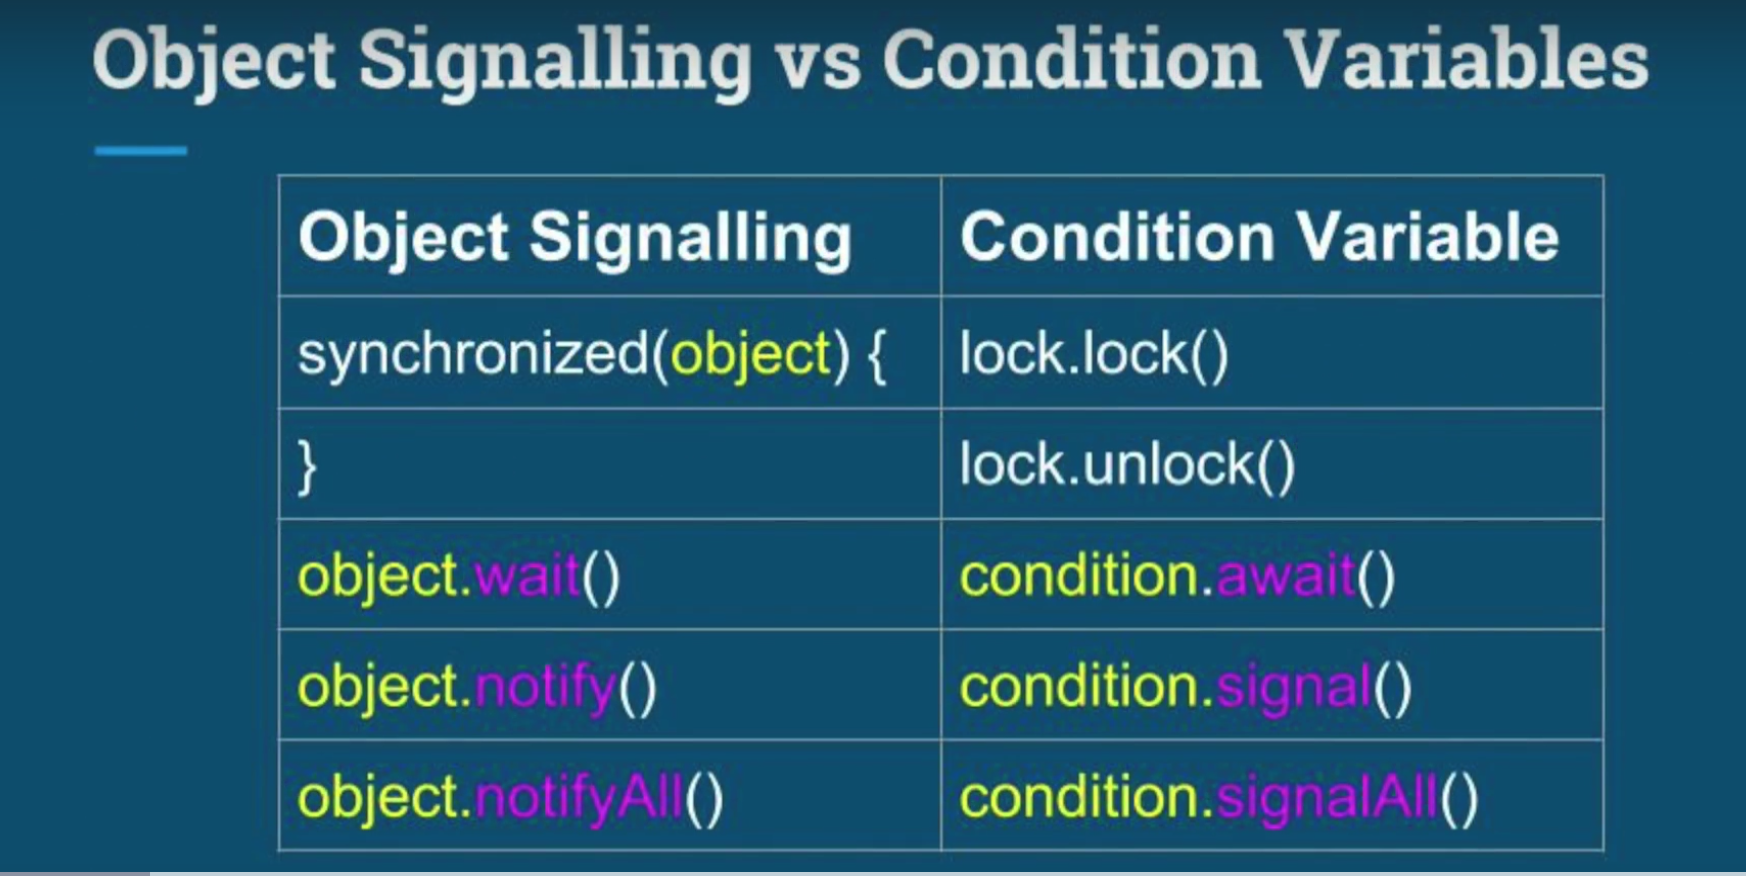 Object Signalling vs Condition Variables
Object Signalling
Condition Variable
synchronized(object) {
lock.lock()
}
lock.unlock()
object.wait()
condition.await()
object.notify()
condition.signal()
object.notifyAll()
condition.signalAll()